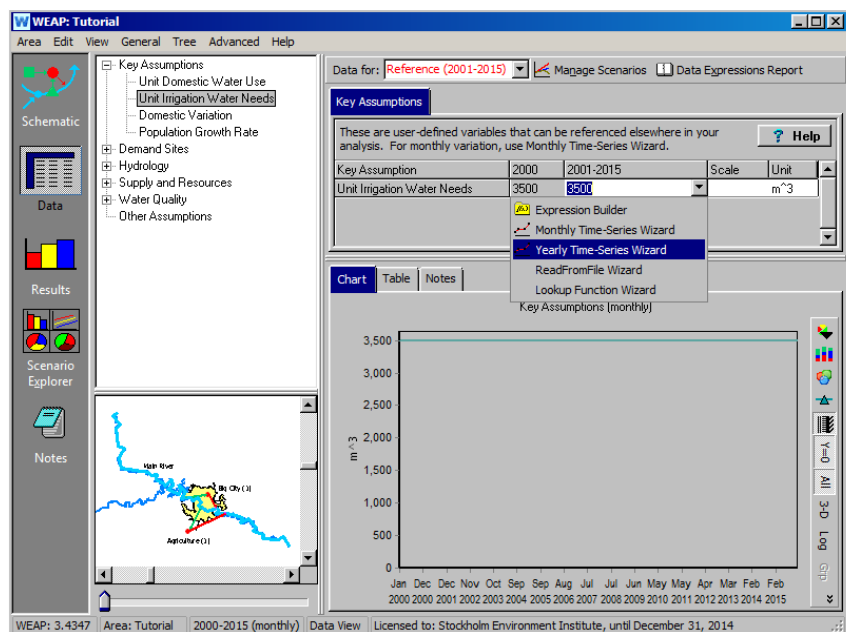 WEAP: Tutorial
Area Edit View General Tree Advanced Help
Schematic
Data
Results
Scenario
Explorer
Notes
Key Assumptions
Unit Domestic Water Use
Unit Irrigation Water Needs
Domestic Variation
Population Growth Rate
Demand Sites
Hydrology
Supply and Resources
Water Quality
Other Assumptions
Main River
Big City (1)
Agriculture (1)
Data for: Reference (2001-2015) Manage Scenarios Data Expressions Report
Key Assumptions
These are user-defined variables that can be referenced elsewhere in your
analysis. For monthly variation, use Monthly Time-Series Wizard.
? Help
Key Assumption 2000 2001-2015 Scale Unit
Unit Irrigation Water Needs 3500 3500 m^3
Expression Builder
Monthly Time-Series Wizard
Yearly Time-Series Wizard
ReadFromFile Wizard
Lookup Function Wizard
Chart Table Notes
Key Assumptions (monthly)
3,500
3,000
2,500
2,000
1,500
1,000
500
0
m^3
Jan Dec Dec Nov Oct Sep Sep Aug Jul Jul Jun May May Apr Mar Feb Feb
2000 2000 2001 2002 2003 2004 2005 2006 2007 2008 2009 2010 2011 2012 2013 2014 2015
Y=0
All
3-D
Log
Grp
WEAP: 3.4347 Area: Tutorial 2000-2015 (monthly) Data View Licensed to: Stockholm Environment Institute, until December 31, 2014